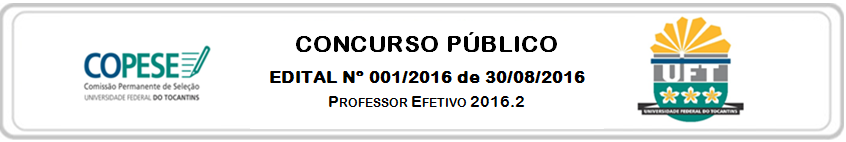 COPESE
Comissão Permanente de Seleção
UNIVERSIDADE FEDERAL DO TOCANTINS
CONCURSO PÚBLICO
EDITAL Nº 001/2016 de 30/08/2016
PROFESSOR EFETIVO 2016.2
UFT
UNIVERSIDADE FEDERAL DO TOCANTINS